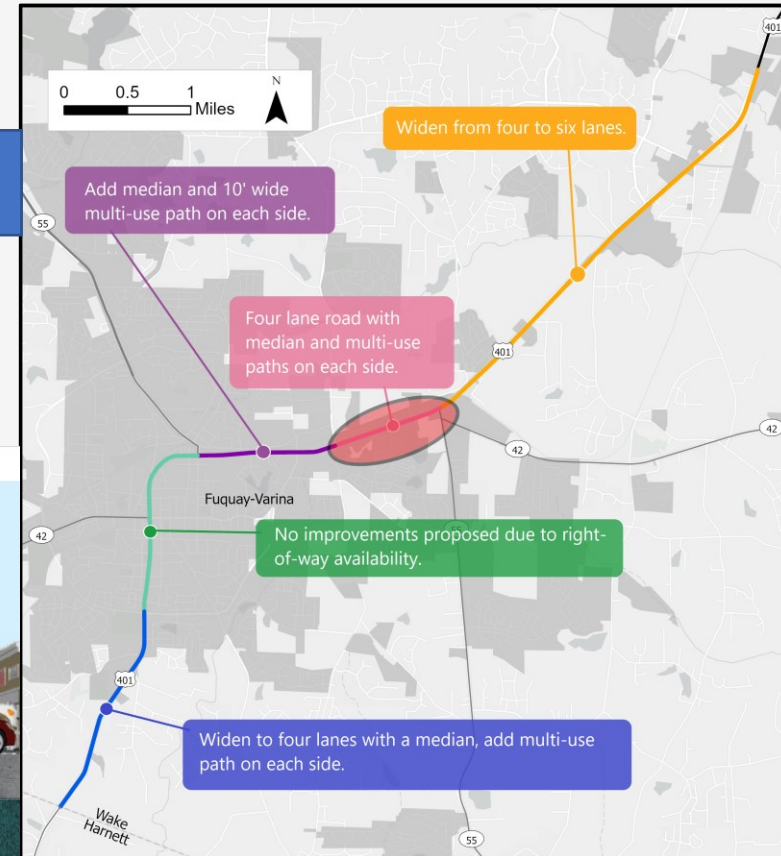 401
0 0.5 1
Miles
N
Widen from four to six lanes.
Add median and 10' wide
multi-use path on each side.
55
Four lane road with
median and multi-use
paths on each side.
401
42
42
Fuquay-Varina
42
No improvements proposed due to right-
of-way availability.
55
401
Widen to four lanes with a median, add multi-use
path on each side.
Wake
Harnett
55